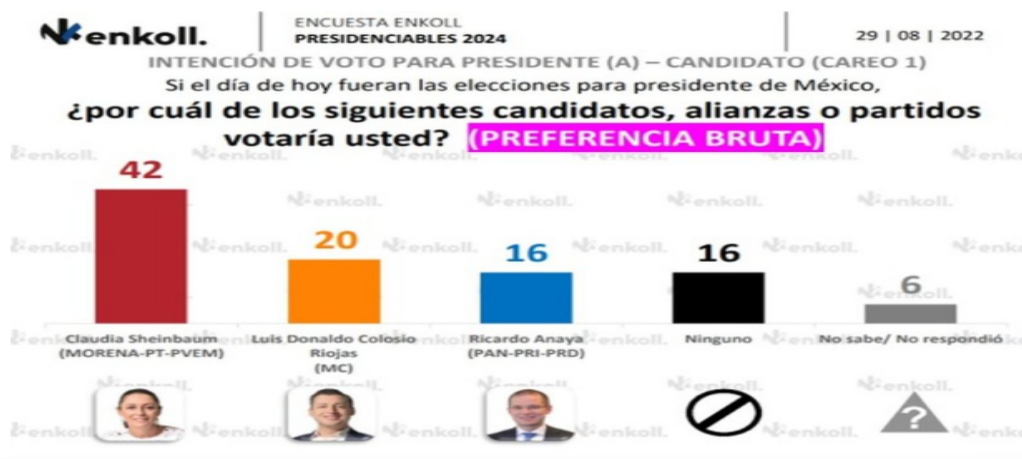 enkoll.
ENCUESTA ENKOLL
PRESIDENCIABLES 2024
29 | 08 | 2022
INTENCIÓN DE VOTO PARA PRESIDENTE (A) – CANDIDATO (CAREO 1)
Si el día de hoy fueran las elecciones para presidente de México,
¿por cuál de los siguientes candidatos, alianzas o partidos
votaría usted? (PREFERENCIA BRUTA)
42
20
16
16
6
Claudia Sheinbaum
(MORENA-PT-PVEM)
Luis Donaldo Colosio
Riojas
(MC)
Ricardo Anaya
(PAN-PRI-PRD)
Ninguno
No sabe/ No respondió
?